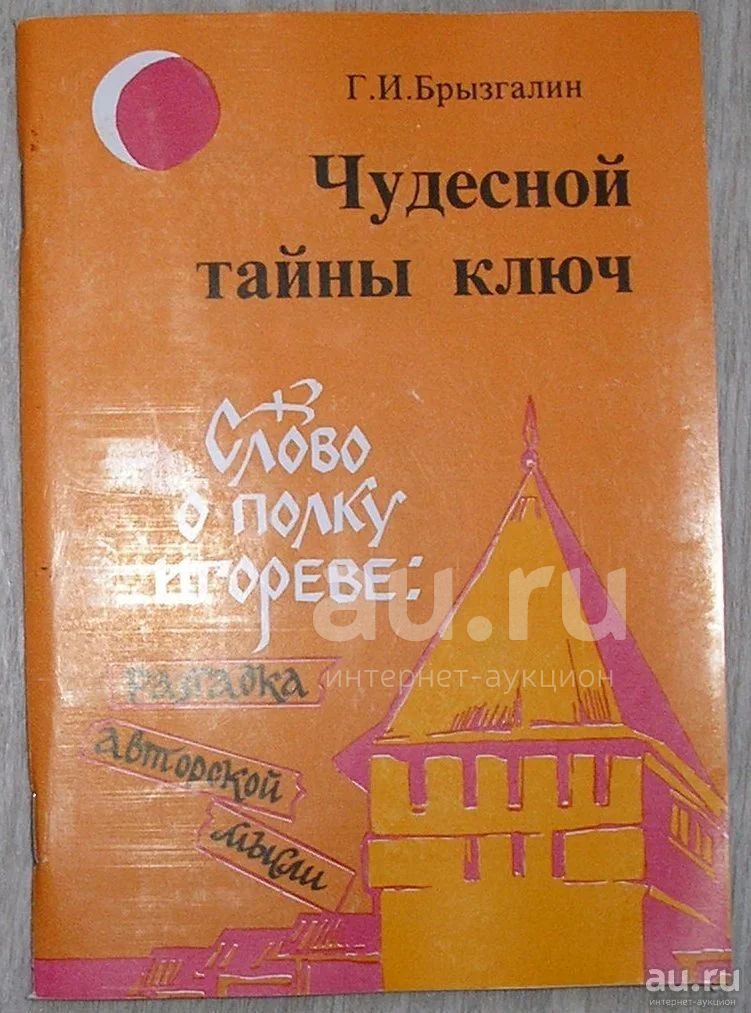 Г.И.Брызгалин
Чудесной
тайны ключ
Слово
о полку
игореве:
разгадка
авторской
мысли
au.ru
интернет-аукцион
au.ru
интернет-аукцион